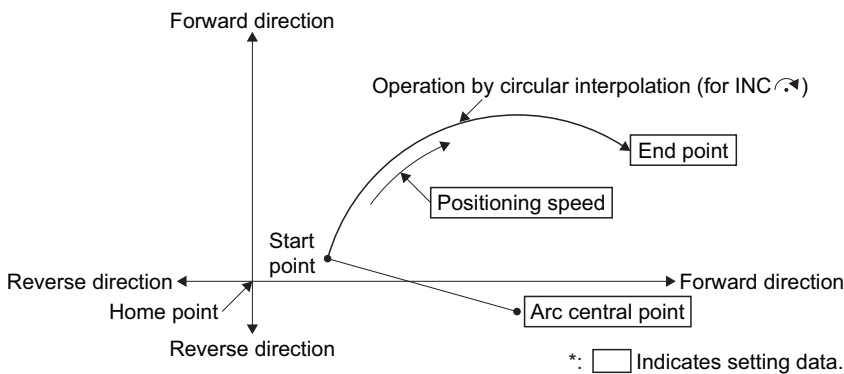 Forward direction
Operation by circular interpolation (for INC )
End point
Positioning speed
Start
point
Reverse direction
Forward direction
Home point
Arc central point
Reverse direction
*: Indicates setting data.